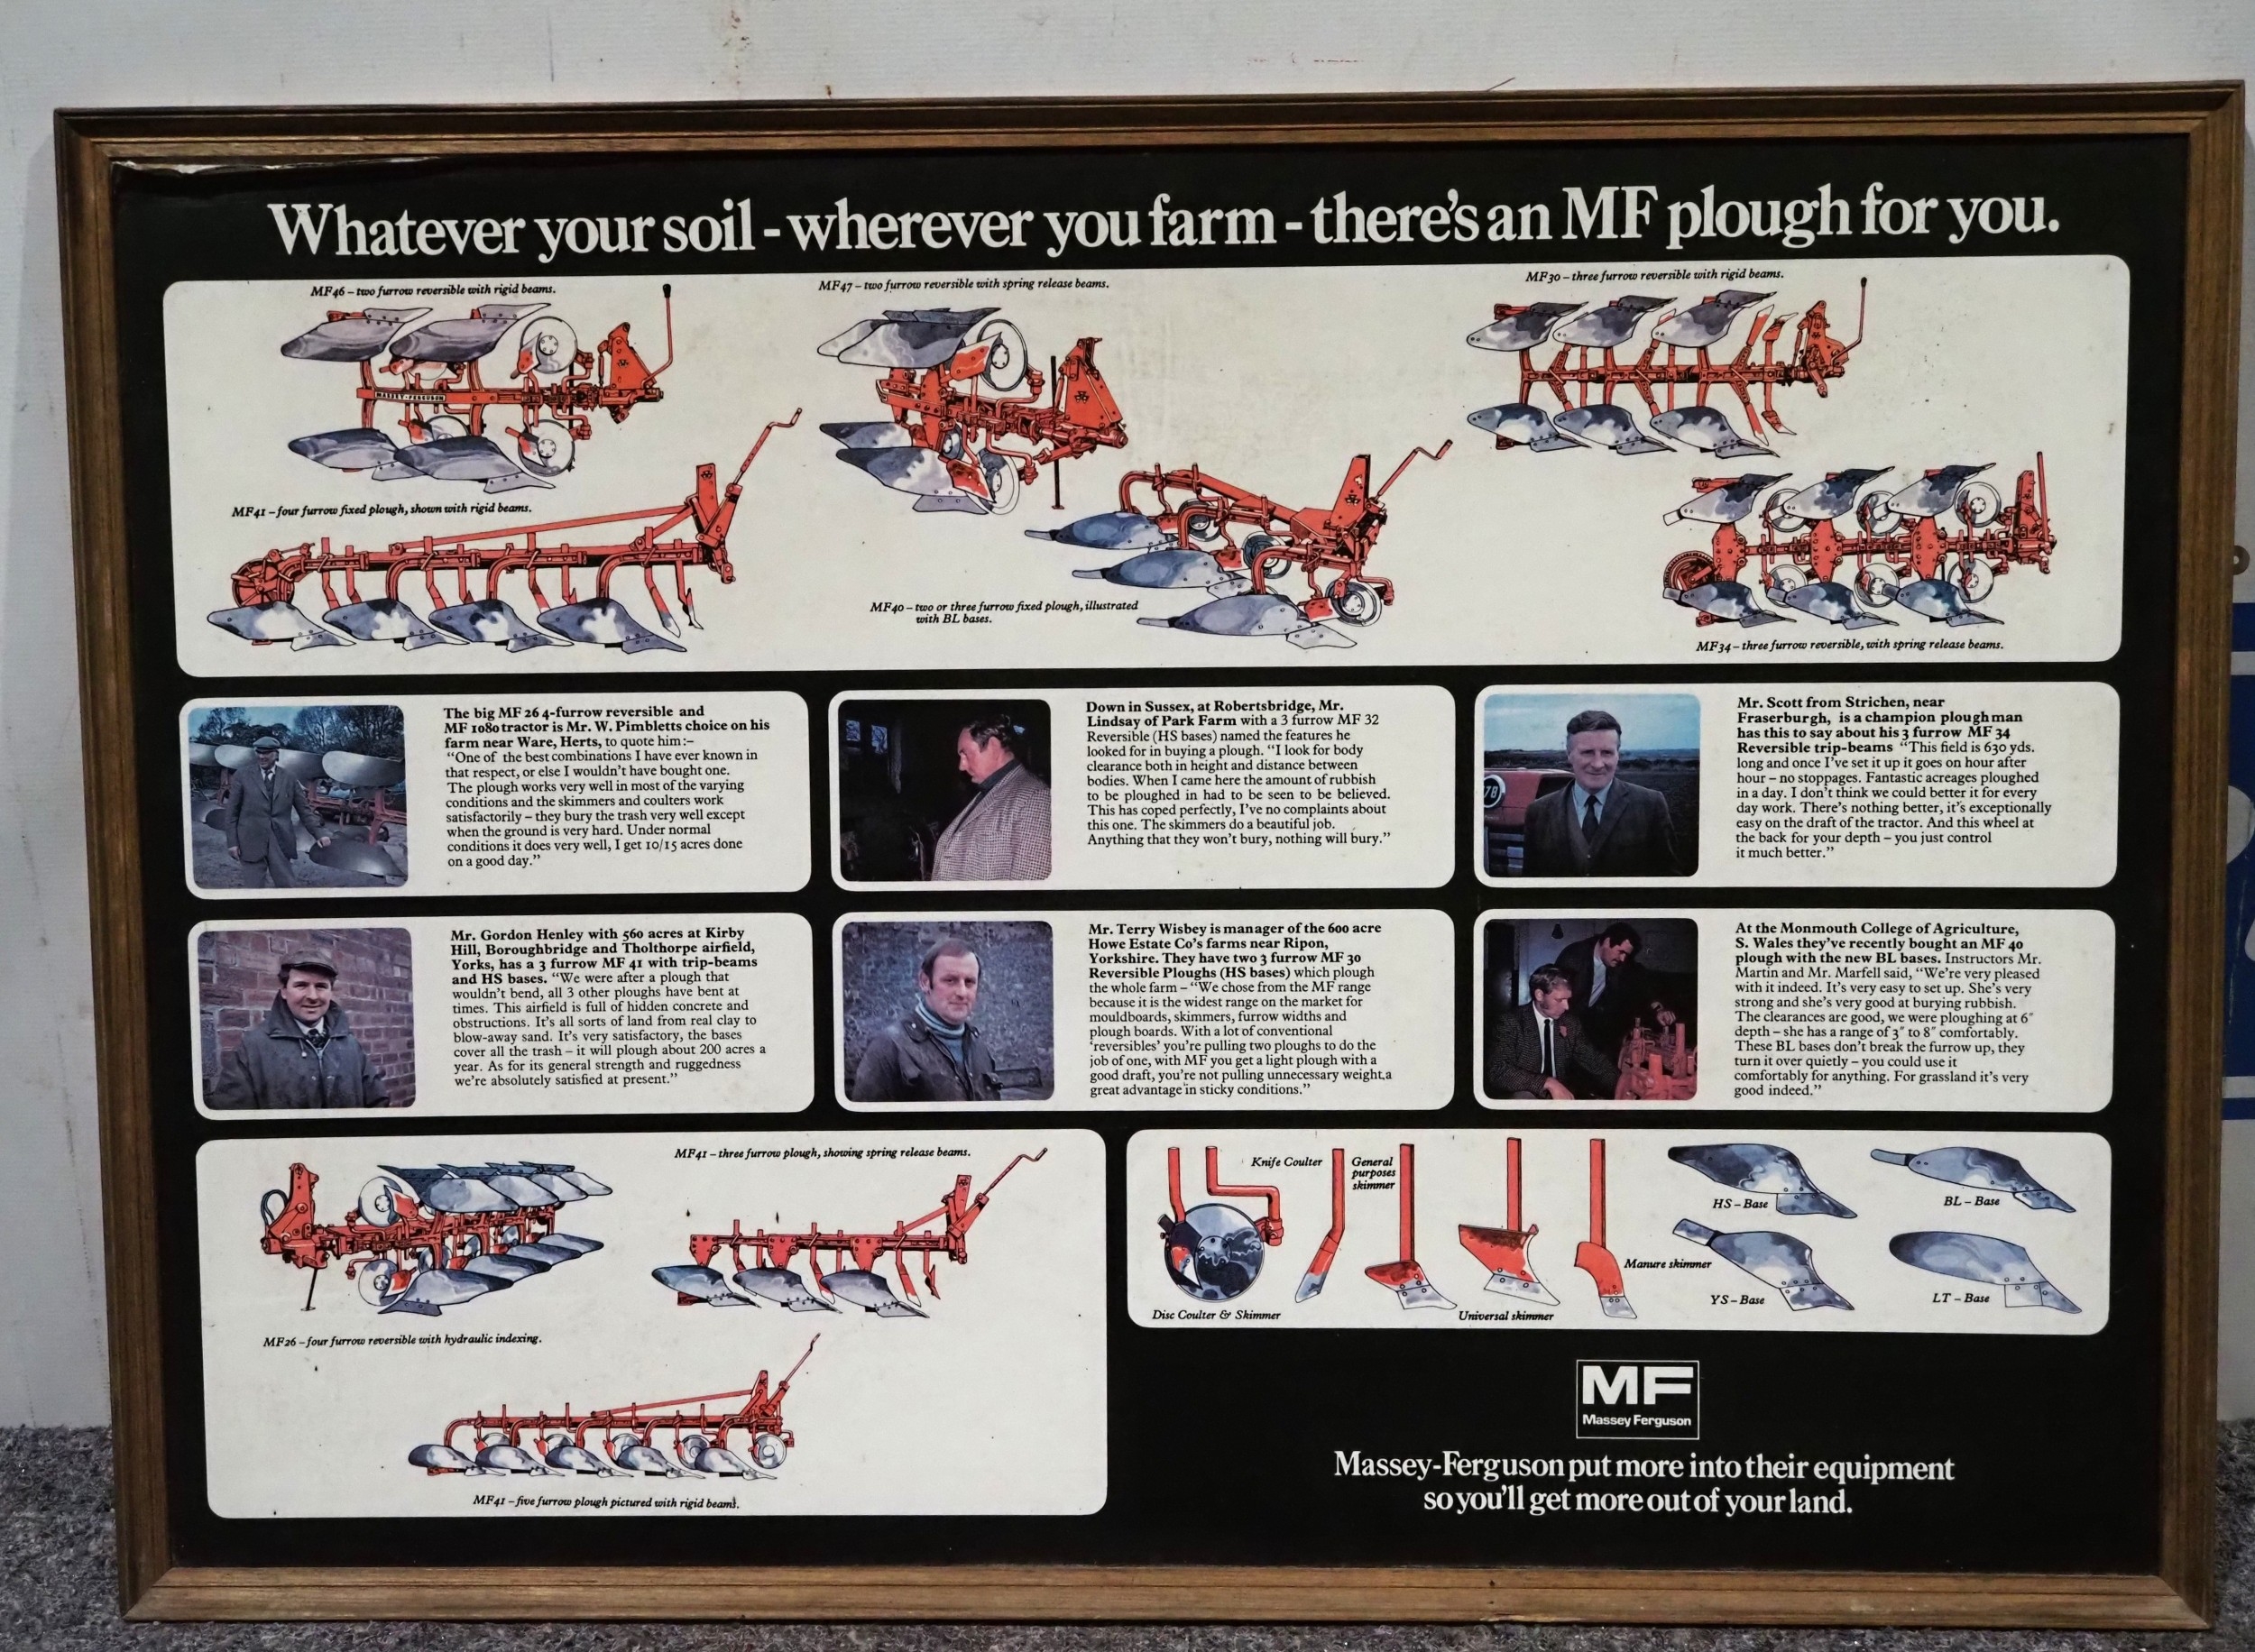 Whatever your soil - wherever you farm - there's an MF plough for you.
MF46 – two furrow reversible with rigid beams.
MF47 – two furrow reversible with spring release beams.
MF30 – three furrow reversible with rigid beams.
MASSEY-FERGUSON
MF41 – four furrow fixed plough, shown with rigid beams.
MF40 – two or three furrow fixed plough, illustrated
with BL bases.
MF34 – three furrow reversible, with spring release beams.
The big MF 26 4-furrow reversible and
MF 1080 tractor is Mr. W. Pimbletts choice on his
farm near Ware, Herts, to quote him:–
“One of the best combinations I have ever known in
that respect, or else I wouldn’t have bought one.
The plough works very well in most of the varying
conditions and the skimmers and coulters work
satisfactorily – they bury the trash very well except
when the ground is very hard. Under normal
conditions it does very well, I get 10/15 acres done
on a good day.”
Down in Sussex, at Robertsbridge, Mr.
Lindsay of Park Farm with a 3 furrow MF 32
Reversible (HS bases) named the features he
looked for in buying a plough. “I look for body
clearance both in height and distance between
bodies. When I came here the amount of rubbish
to be ploughed in had to be seen to be believed.
This has coped perfectly, I’ve no complaints about
this one. The skimmers do a beautiful job.
Anything that they won’t bury, nothing will bury.”
78
Mr. Scott from Strichen, near
Fraserburgh, is a champion ploughman
has this to say about his 3 furrow MF 34
Reversible trip-beams “This field is 630 yds.
long and once I’ve set it up it goes on hour after
hour – no stoppages. Fantastic acreages ploughed
in a day. I don’t think we could better it for every
day work. There’s nothing better, it’s exceptionally
easy on the draft of the tractor. And this wheel at
the back for your depth – you just control
it much better.”
Mr. Gordon Henley with 560 acres at Kirby
Hill, Boroughbridge and Tholthorpe airfield,
Yorks, has a 3 furrow MF 41 with trip-beams
and HS bases. “We were after a plough that
wouldn’t bend, all 3 other ploughs have bent at
times. This airfield is full of hidden concrete and
obstructions. It’s all sorts of land from real clay to
blow-away sand. It’s very satisfactory, the bases
cover all the trash – it will plough about 200 acres a
year. As for its general strength and ruggedness
we’re absolutely satisfied at present.”
Mr. Terry Wisbey is manager of the 600 acre
Howe Estate Co’s farms near Ripon,
Yorkshire. They have two 3 furrow MF 30
Reversible Ploughs (HS bases) which plough
the whole farm – “We chose from the MF range
because it is the widest range on the market for
mouldboards, skimmers, furrow widths and
plough boards. With a lot of conventional
‘reversibles’ you’re pulling two ploughs to do the
job of one, with MF you get a light plough with a
good draft, you’re not pulling unnecessary weight,a
great advantage in sticky conditions.”
At the Monmouth College of Agriculture,
S. Wales they’ve recently bought an MF 40
plough with the new BL bases. Instructors Mr.
Martin and Mr. Marfell said, “We’re very pleased
with it indeed. It’s very easy to set up. She’s very
strong and she’s very good at burying rubbish.
The clearances are good, we were ploughing at 6″
depth – she has a range of 3″ to 8″ comfortably.
These BL bases don’t break the furrow up, they
turn it over quietly – you could use it
comfortably for anything. For grassland it’s very
good indeed.”
MF41 – three furrow plough, showing spring release beams.
MF26 – four furrow reversible with hydraulic indexing.
MF41 – five furrow plough pictured with rigid beams.
Knife Coulter
General
purposes
skimmer
HS – Base
BL – Base
Manure skimmer
YS – Base
LT – Base
Disc Coulter & Skimmer
Universal skimmer
MF
Massey Ferguson
Massey-Ferguson put more into their equipment
so you'll get more out of your land.